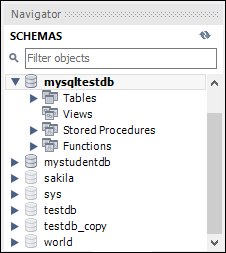 Navigator
SCHEMAS
Filter objects
mysqltestdb
Tables
Views
Stored Procedures
Functions
mystudentdb
sakila
sys
testdb
testdb_copy
world